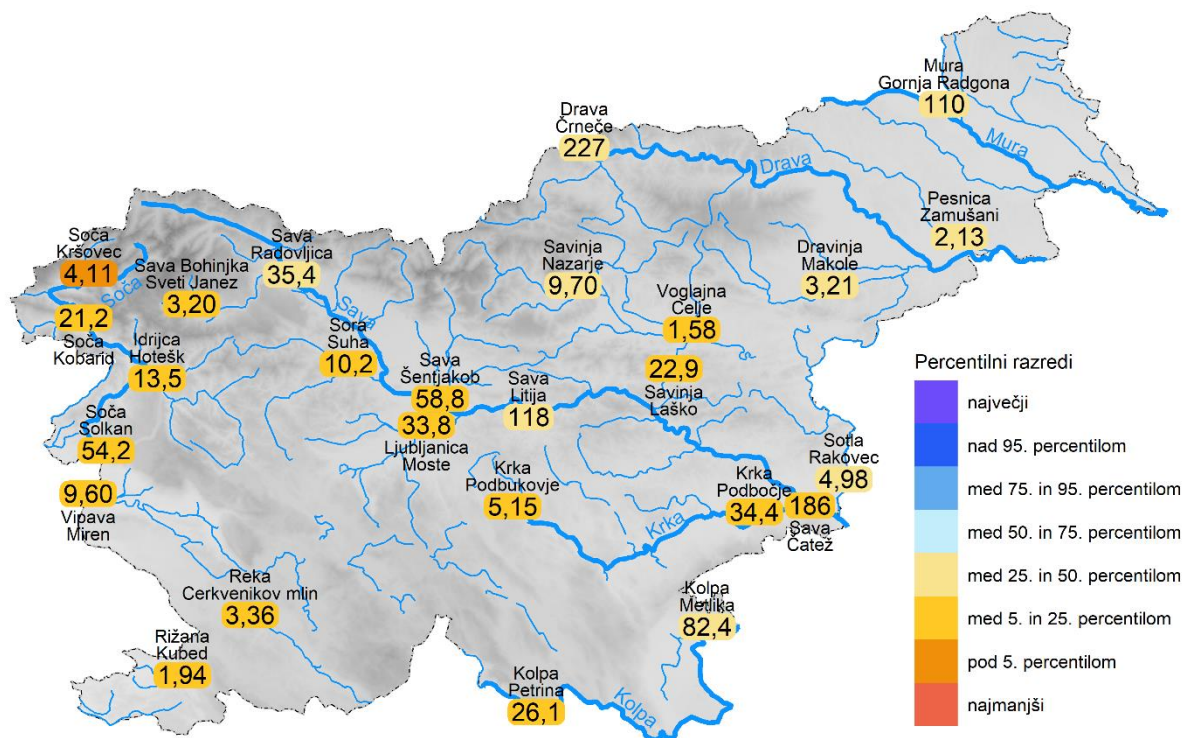 Mura
Gornja Radgona
110
Mura
Drava
Črneče
227
Drava
Pesnica
Zamušani
2,13
Soča
Kršovec
4,11
Soča
Sava Bohinjka
Sveti Janez
3,20
Sava
Radovljica
35,4
Sava
Savinja
Nazarje
9,70
Dravinja
Makole
3,21
Voglajna
Celje
1,58
21,2
Soča
Kobarid
Idrijca
Hotešk
13,5
Sora
Suha
10,2
Sava
Šentjakob
58,8
33,8
Ljubljanica
Moste
Sava
Litija
118
22,9
Savinja
Laško
Soča
Solkan
54,2
9,60
Vipava
Miren
Krka
Podbukovje
5,15
Krka
Krka
Podbočje
34,4
186
Sava
Čatež
Sotla
Rakovec
4,98
Reka
Cerkvenikov mlin
3,36
Rižana
Kubed
1,94
Kolpa
Petrina
26,1
Kolpa
Kolpa
Metlika
82,4
Percentilni razredi
največji
nad 95. percentilom
med 75. in 95. percentilom
med 50. in 75. percentilom
med 25. in 50. percentilom
med 5. in 25. percentilom
pod 5. percentilom
najmanjši